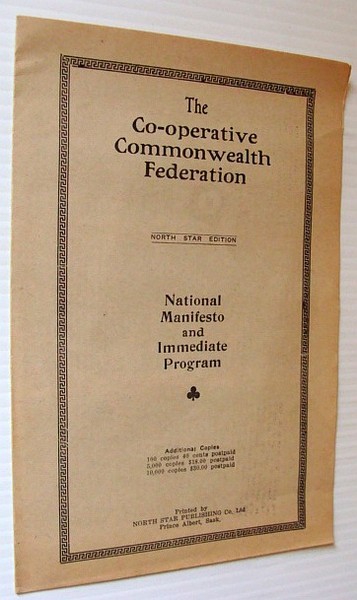 The
Co-operative
Commonwealth
Federation
NORTH STAR EDITION
National
Manifesto
and
Immediate
Program
Additional Copies
100 copies 40 cents postpaid
5,000 copies $18.00 postpaid
10,000 copies $30.00 postpaid
Printed by
NORTH STAR PUBLISHING Co. Ltd
Prince Albert, Sask.